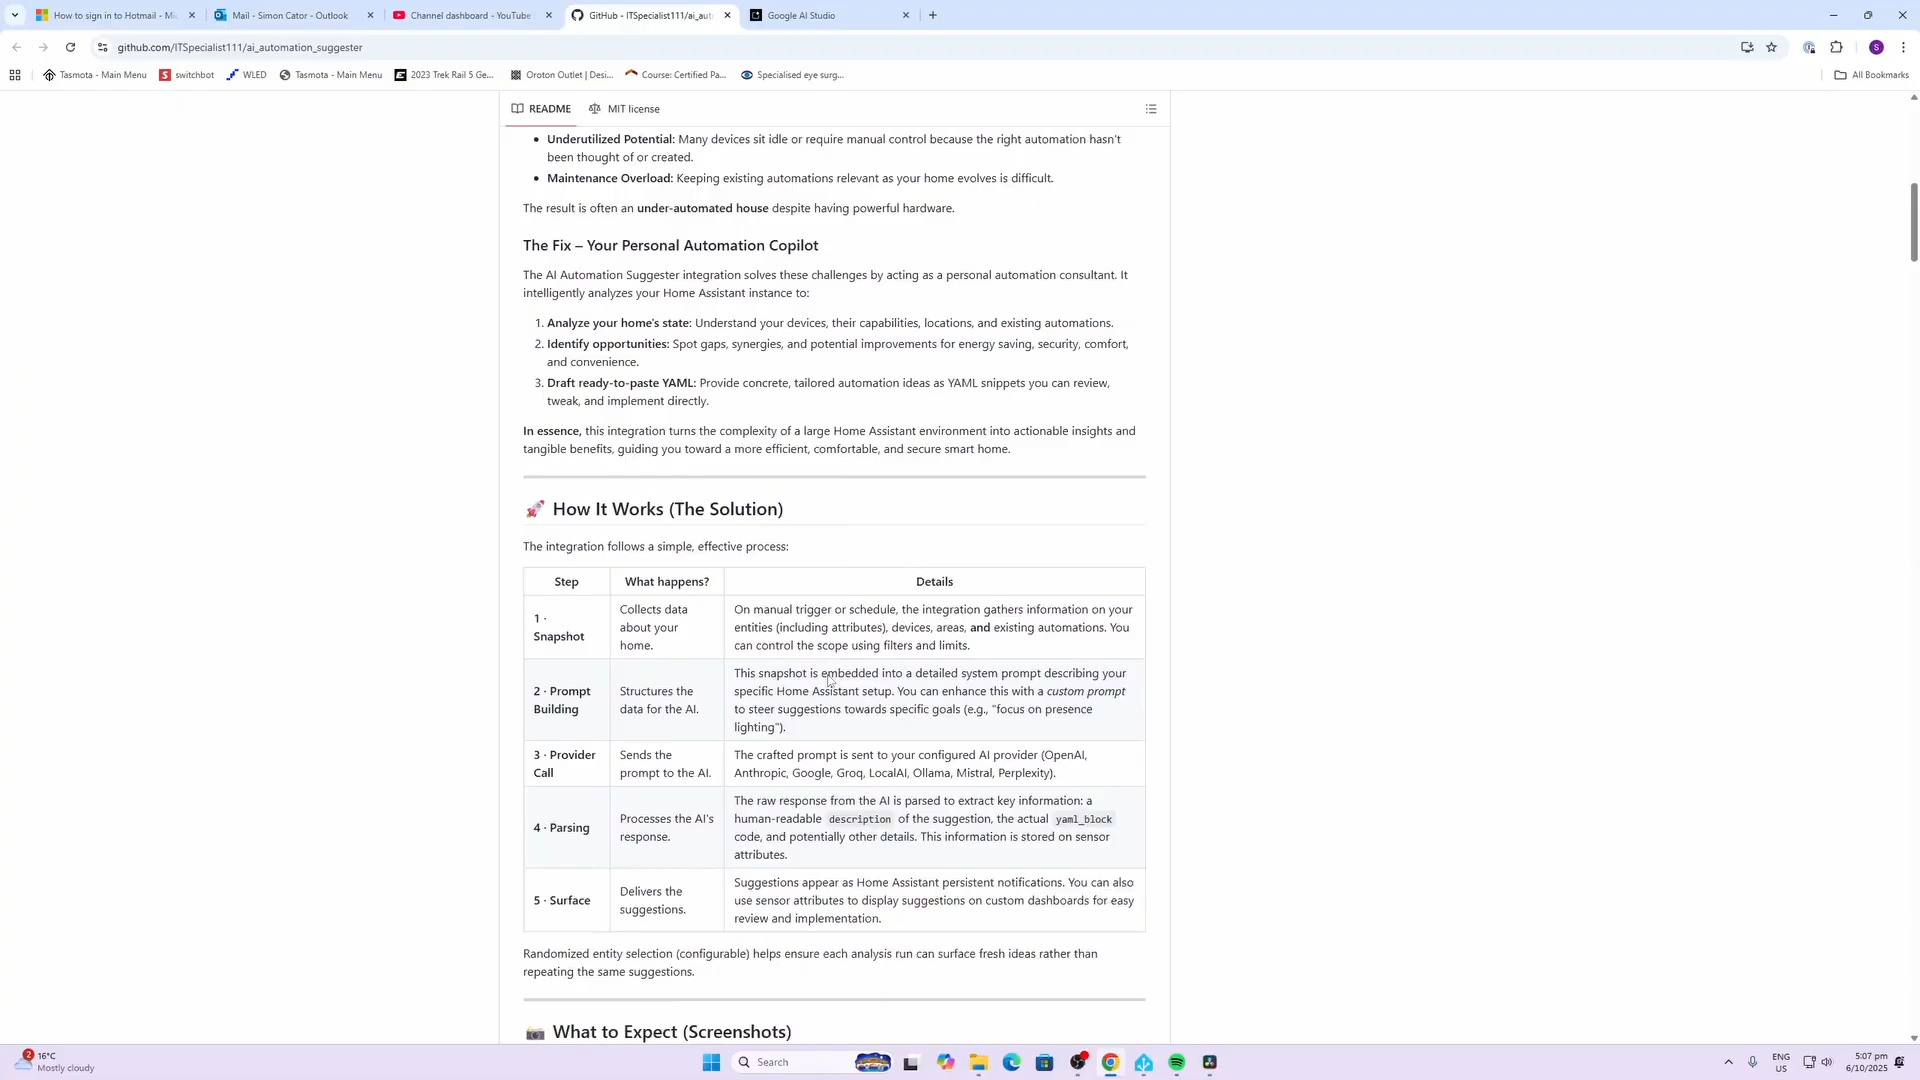 How to sign in to Hotmail - Mic
Mail - Simon Cator - Outlook
Channel dashboard - YouTube
GitHub - ITSpecialist111/ai_aut
Google AI Studio
github.com/ITSpecialist111/ai_automation_suggester
Tasmota - Main Menu
switchbot
WLED
Tasmota - Main Menu
2023 Trek Rail 5 Ge...
Oroton Outlet | Desi...
Course: Certified Pa...
Specialised eye surg...
All Bookmarks
README
MIT license
Underutilized Potential: Many devices sit idle or require manual control because the right automation hasn't
been thought of or created.
Maintenance Overload: Keeping existing automations relevant as your home evolves is difficult.
The result is often an under-automated house despite having powerful hardware.
The Fix – Your Personal Automation Copilot
The AI Automation Suggester integration solves these challenges by acting as a personal automation consultant. It
intelligently analyzes your Home Assistant instance to:
1. Analyze your home's state: Understand your devices, their capabilities, locations, and existing automations.
2. Identify opportunities: Spot gaps, synergies, and potential improvements for energy saving, security, comfort,
and convenience.
3. Draft ready-to-paste YAML: Provide concrete, tailored automation ideas as YAML snippets you can review,
tweak, and implement directly.
In essence, this integration turns the complexity of a large Home Assistant environment into actionable insights and
tangible benefits, guiding you toward a more efficient, comfortable, and secure smart home.
How It Works (The Solution)
The integration follows a simple, effective process:
Step
What happens?
Details
1 ·
Snapshot
Collects data
about your
home.
On manual trigger or schedule, the integration gathers information on your
entities (including attributes), devices, areas, and existing automations. You
can control the scope using filters and limits.
2 · Prompt
Building
Structures the
data for the AI.
This snapshot is embedded into a detailed system prompt describing your
specific Home Assistant setup. You can enhance this with a custom prompt
to steer suggestions towards specific goals (e.g., "focus on presence
lighting").
3 · Provider
Call
Sends the
prompt to the AI.
The crafted prompt is sent to your configured AI provider (OpenAI,
Anthropic, Google, Groq, LocalAI, Ollama, Mistral, Perplexity).
4 · Parsing
Processes the AI's
response.
The raw response from the AI is parsed to extract key information: a
human-readable description of the suggestion, the actual yaml_block
code, and potentially other details. This information is stored on sensor
attributes.
5 · Surface
Delivers the
suggestions.
Suggestions appear as Home Assistant persistent notifications. You can also
use sensor attributes to display suggestions on custom dashboards for easy
review and implementation.
Randomized entity selection (configurable) helps ensure each analysis run can surface fresh ideas rather than
repeating the same suggestions.
What to Expect (Screenshots)
2
16°C
Mostly cloudy
Search
ENG
US
5:07 pm
6/10/2025